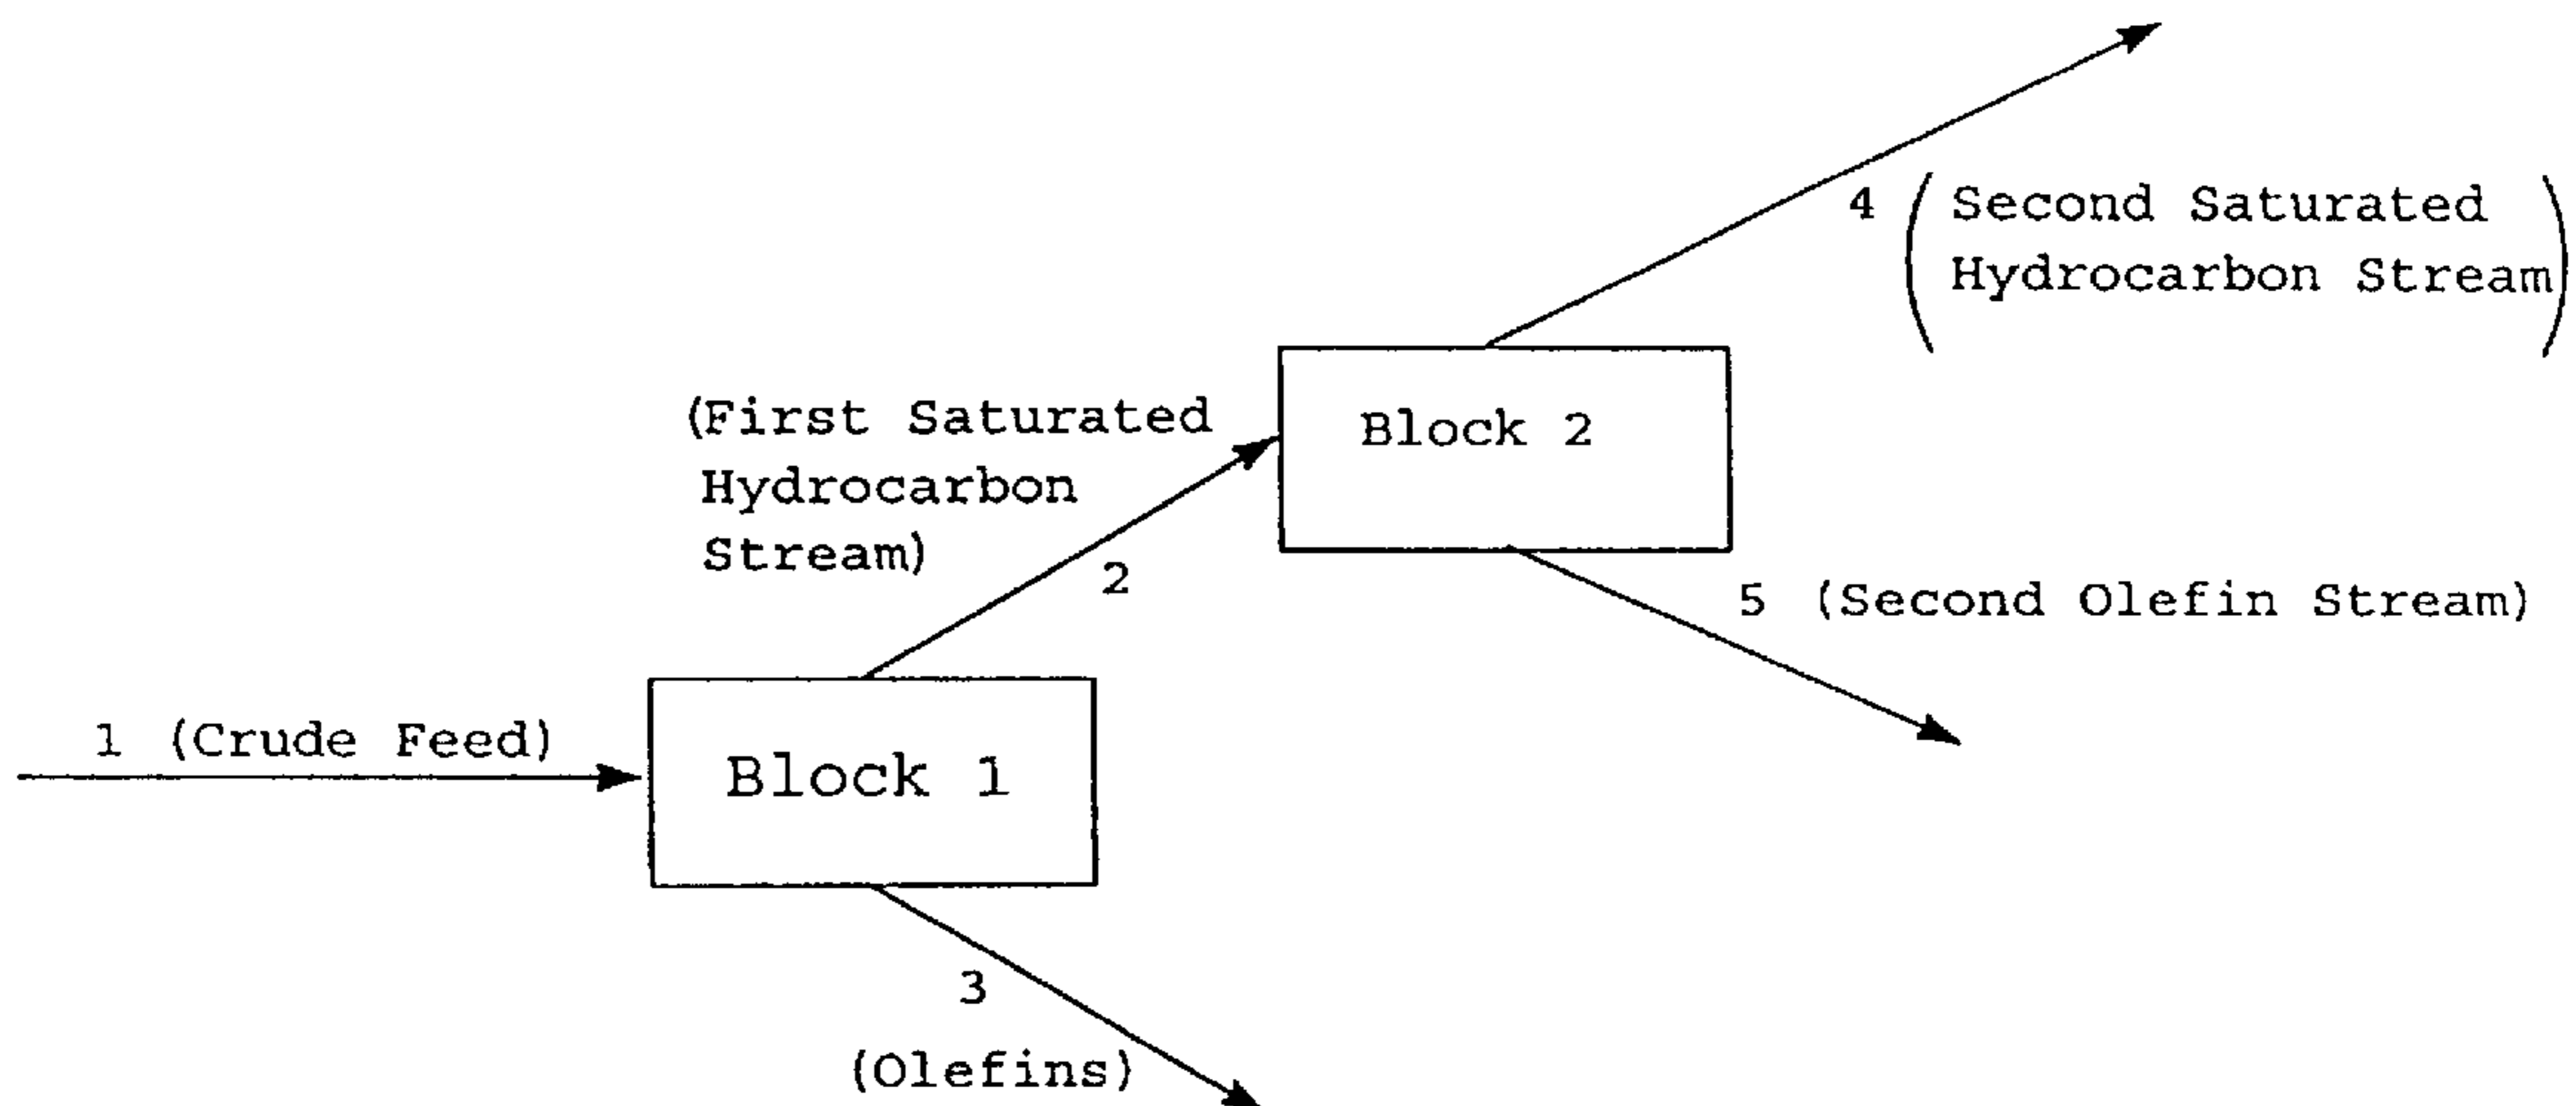 4 (Second Saturated
Hydrocarbon Stream)
(First Saturated
Hydrocarbon
Stream)
2
Block 2
5 (Second Olefin Stream)
1 (Crude Feed)
Block 1
3
(Olefins)